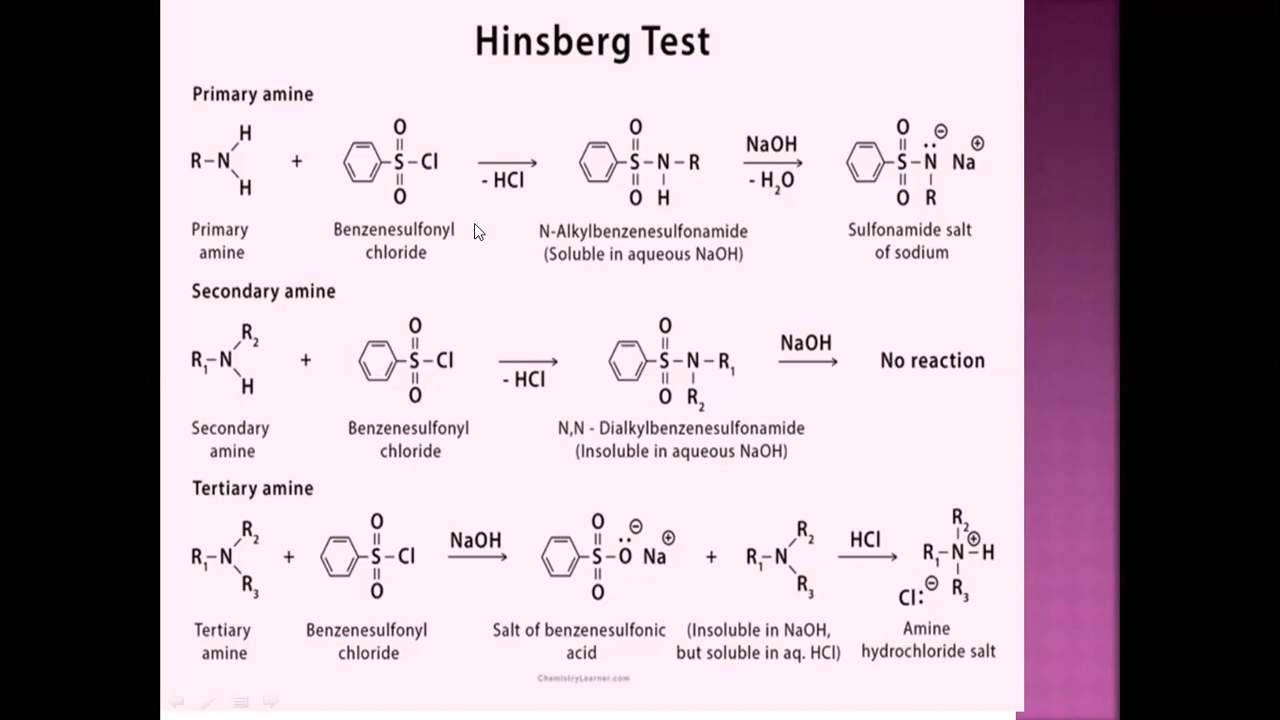 Hinsberg Test
Primary amine
R–N H H + S–Cl O O - HCl S–N–R O O H NaOH - H₂O S–N Na O O R ⊖ ⊕
Primary amine
Benzenesulfonyl chloride
N-Alkylbenzenesulfonamide
(Soluble in aqueous NaOH)
Sulfonamide salt of sodium
Secondary amine
R₁–N R₂ H + S–Cl O O - HCl S–N–R₁ O O R₂ NaOH No reaction
Secondary amine
Benzenesulfonyl chloride
N,N - Dialkylbenzenesulfonamide
(Insoluble in aqueous NaOH)
Tertiary amine
R₁–N R₂ R₃ + S–Cl O O NaOH S–O Na O O ⊖ ⊕ + R₁–N R₂ R₃ HCl R₁–N–H R₂ R₃ ⊕ Cl: ⊖
Tertiary amine
Benzenesulfonyl chloride
Salt of benzenesulfonic acid
(Insoluble in NaOH,
but soluble in aq. HCl)
Amine hydrochloride salt
ChemistryLearner.com